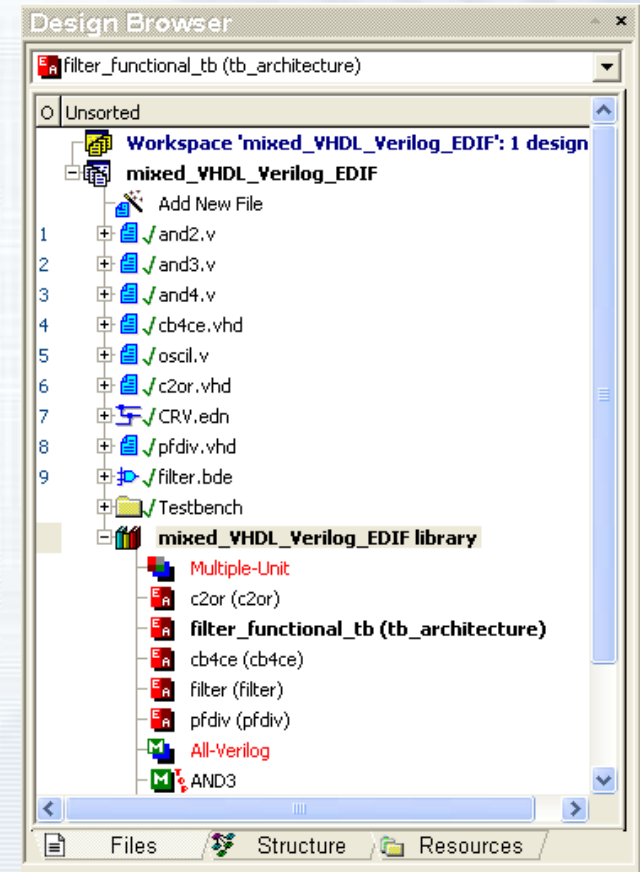 Design Browser
filter_functional_tb (tb_architecture)
O Unsorted
Workspace 'mixed_VHDL_Verilog_EDIF': 1 design
mixed_VHDL_Verilog_EDIF
Add New File
1 and2.v
2 and3.v
3 and4.v
4 cb4ce.vhd
5 oscil.v
6 c2or.vhd
7 CRV.edn
8 pfdiv.vhd
9 filter.bde
Testbench
mixed_VHDL_Verilog_EDIF library
Multiple-Unit
c2or (c2or)
filter_functional_tb (tb_architecture)
cb4ce (cb4ce)
filter (filter)
pfdiv (pfdiv)
All-Verilog
AND3
Files Structure Resources